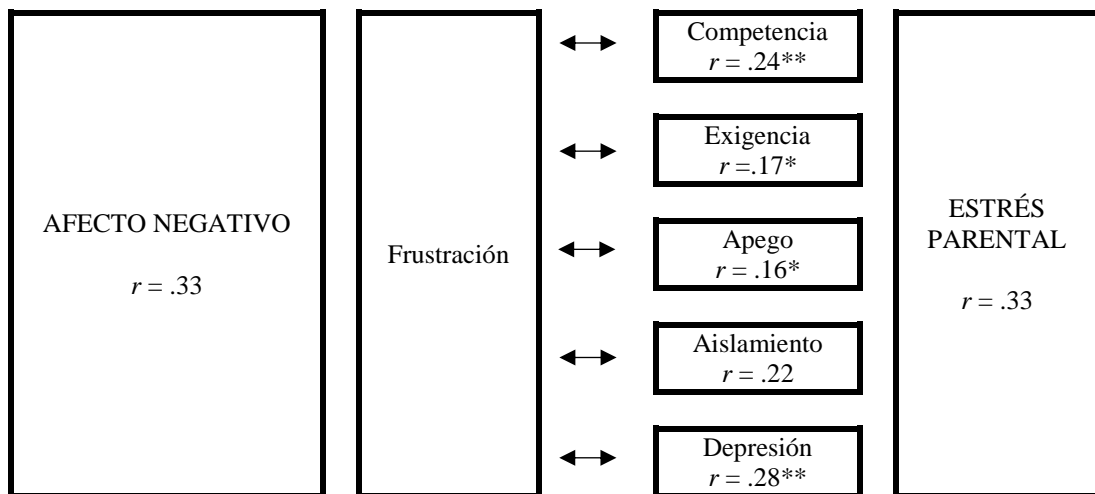 AFECTO NEGATIVO
r = .33
Frustración
Competencia
r = .24**
Exigencia
r =.17*
Apego
r = .16*
Aislamiento
r = .22
Depresión
r = .28**
ESTRÉS
PARENTAL
r = .33